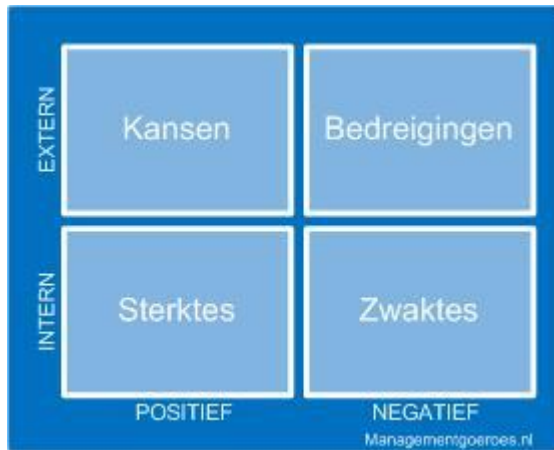 EXTERN
Kansen
Bedreigingen
INTERN
Sterktes
Zwaktes
POSITIEF
NEGATIEF
Managementgoeroes.nl